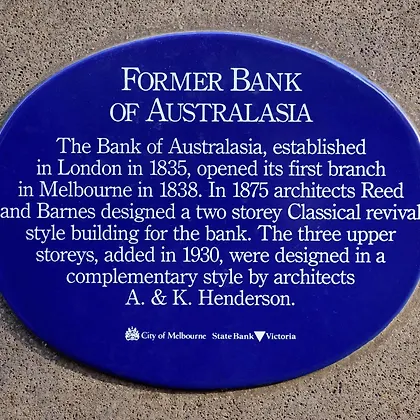 FORMER BANK
OF AUSTRALASIA
The Bank of Australasia, established
in London in 1835, opened its first branch
in Melbourne in 1838. In 1875 architects Reed
and Barnes designed a two storey Classical revival
style building for the bank. The three upper
storeys, added in 1930, were designed in a
complementary style by architects
A. & K. Henderson.
City of Melbourne State Bank Victoria